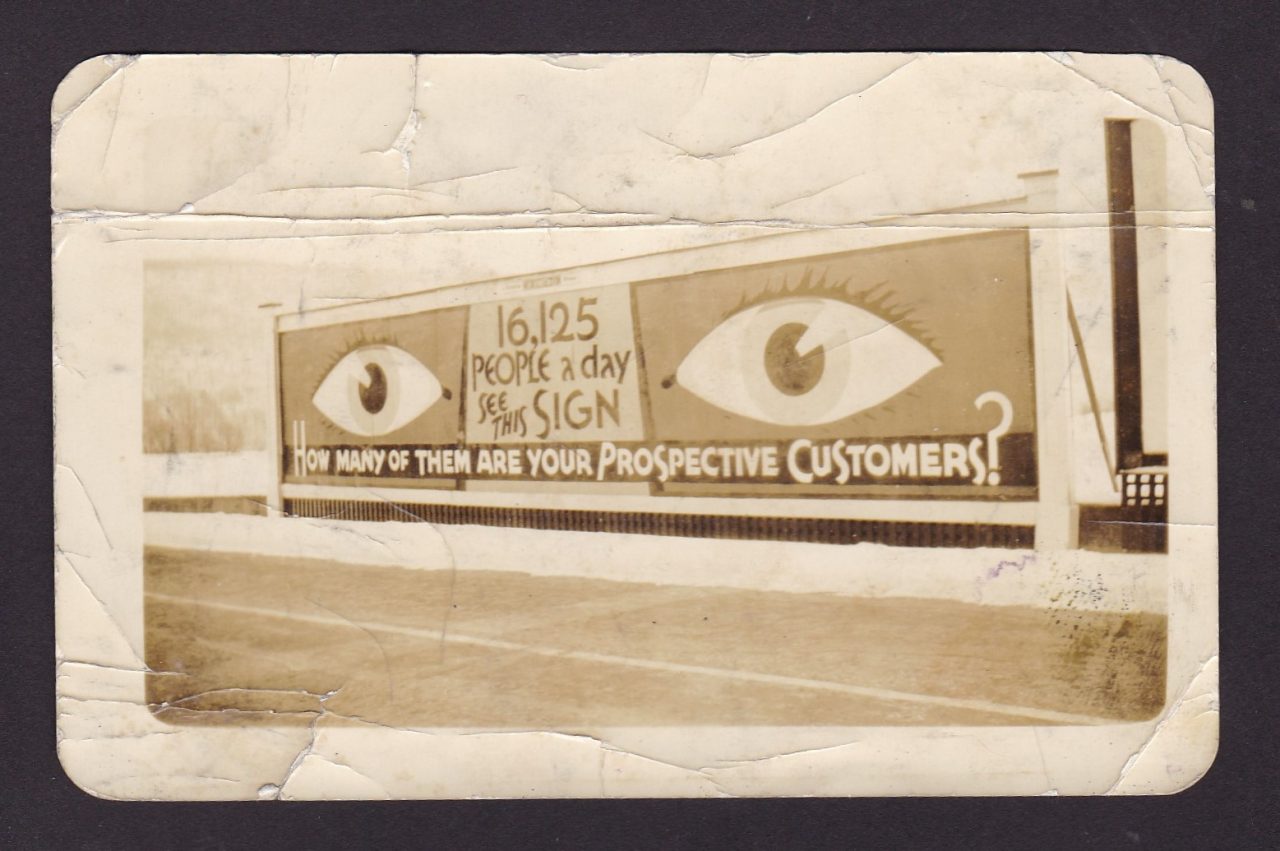 16,125
PEOPLE a day
SEE THIS SIGN
HOW MANY OF THEM ARE YOUR PROSPECTIVE CUSTOMERS?